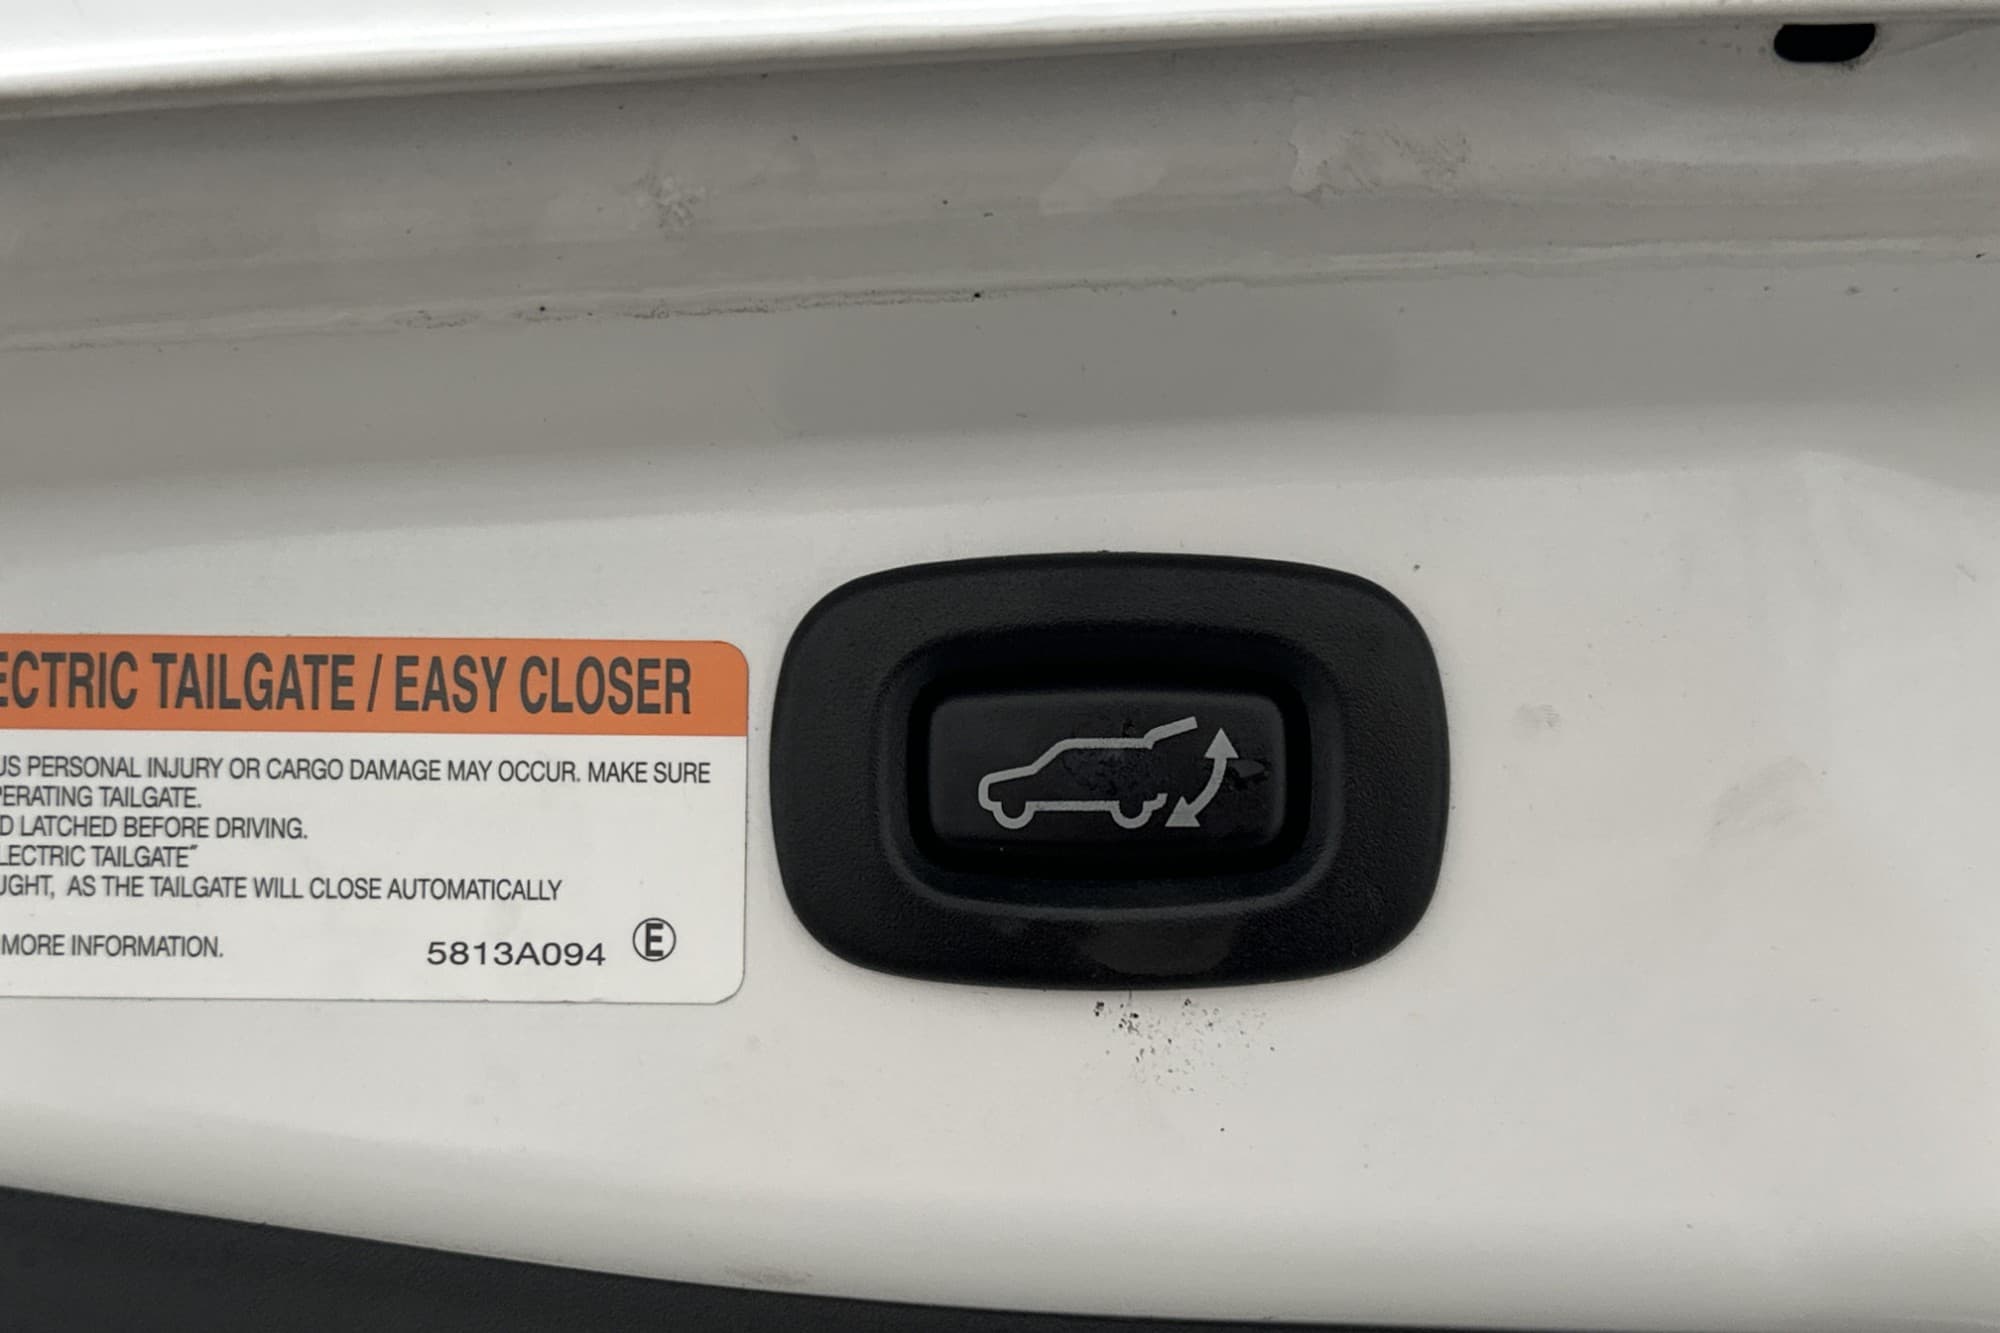 ECTRIC TAILGATE / EASY CLOSER
US PERSONAL INJURY OR CARGO DAMAGE MAY OCCUR. MAKE SURE
PERATING TAILGATE.
D LATCHED BEFORE DRIVING.
LECTRIC TAILGATE"
UGHT, AS THE TAILGATE WILL CLOSE AUTOMATICALLY
MORE INFORMATION.
5813A094 E